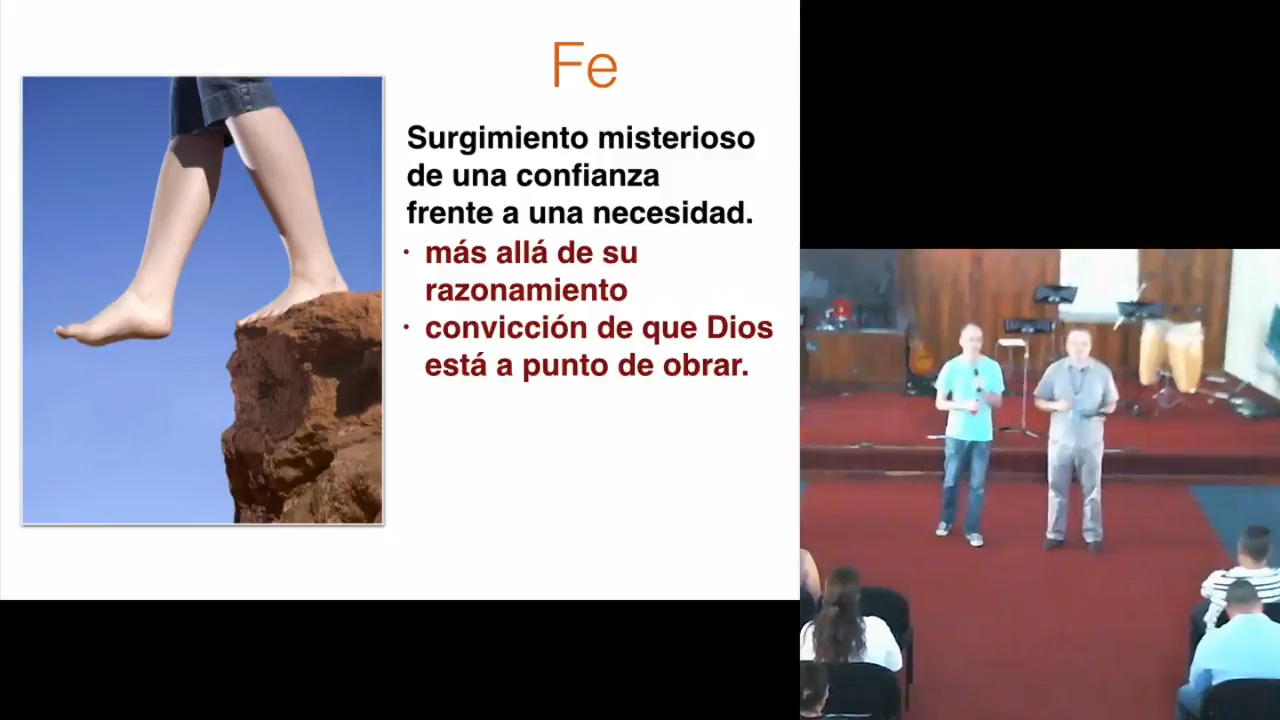 Fe
Surgimiento misterioso
de una confianza
frente a una necesidad.
· más allá de su
razonamiento
· convicción de que Dios
está a punto de obrar.